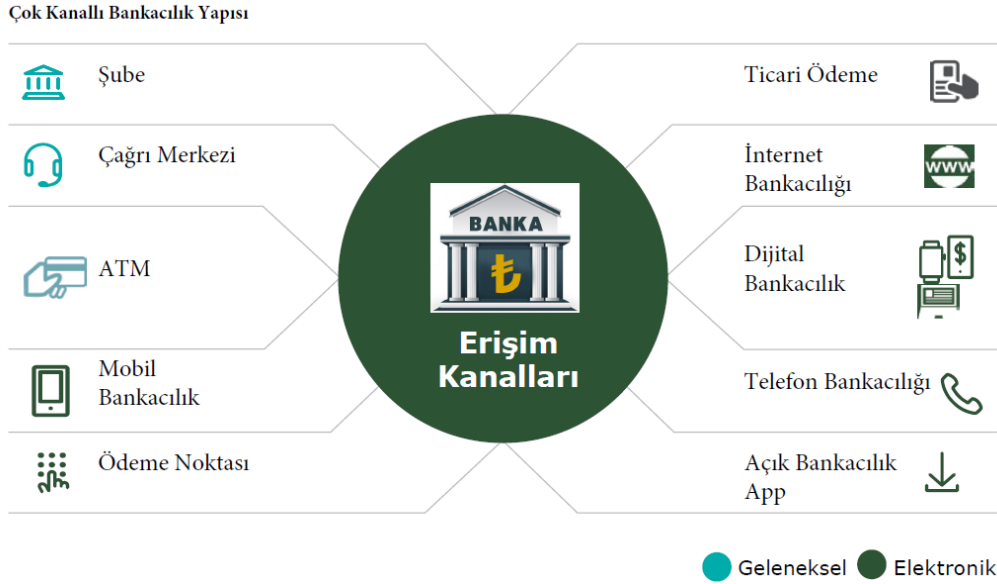 Çok Kanallı Bankacılık Yapısı
Şube
Çağrı Merkezi
ATM
Mobil
Bankacılık
Ödeme Noktası
BANKA
₺
Erişim
Kanalları
Ticari Ödeme
İnternet
Bankacılığı
www
Dijital
Bankacılık
$
Telefon Bankacılığı
Açık Bankacılık
App
Geleneksel
Elektronik